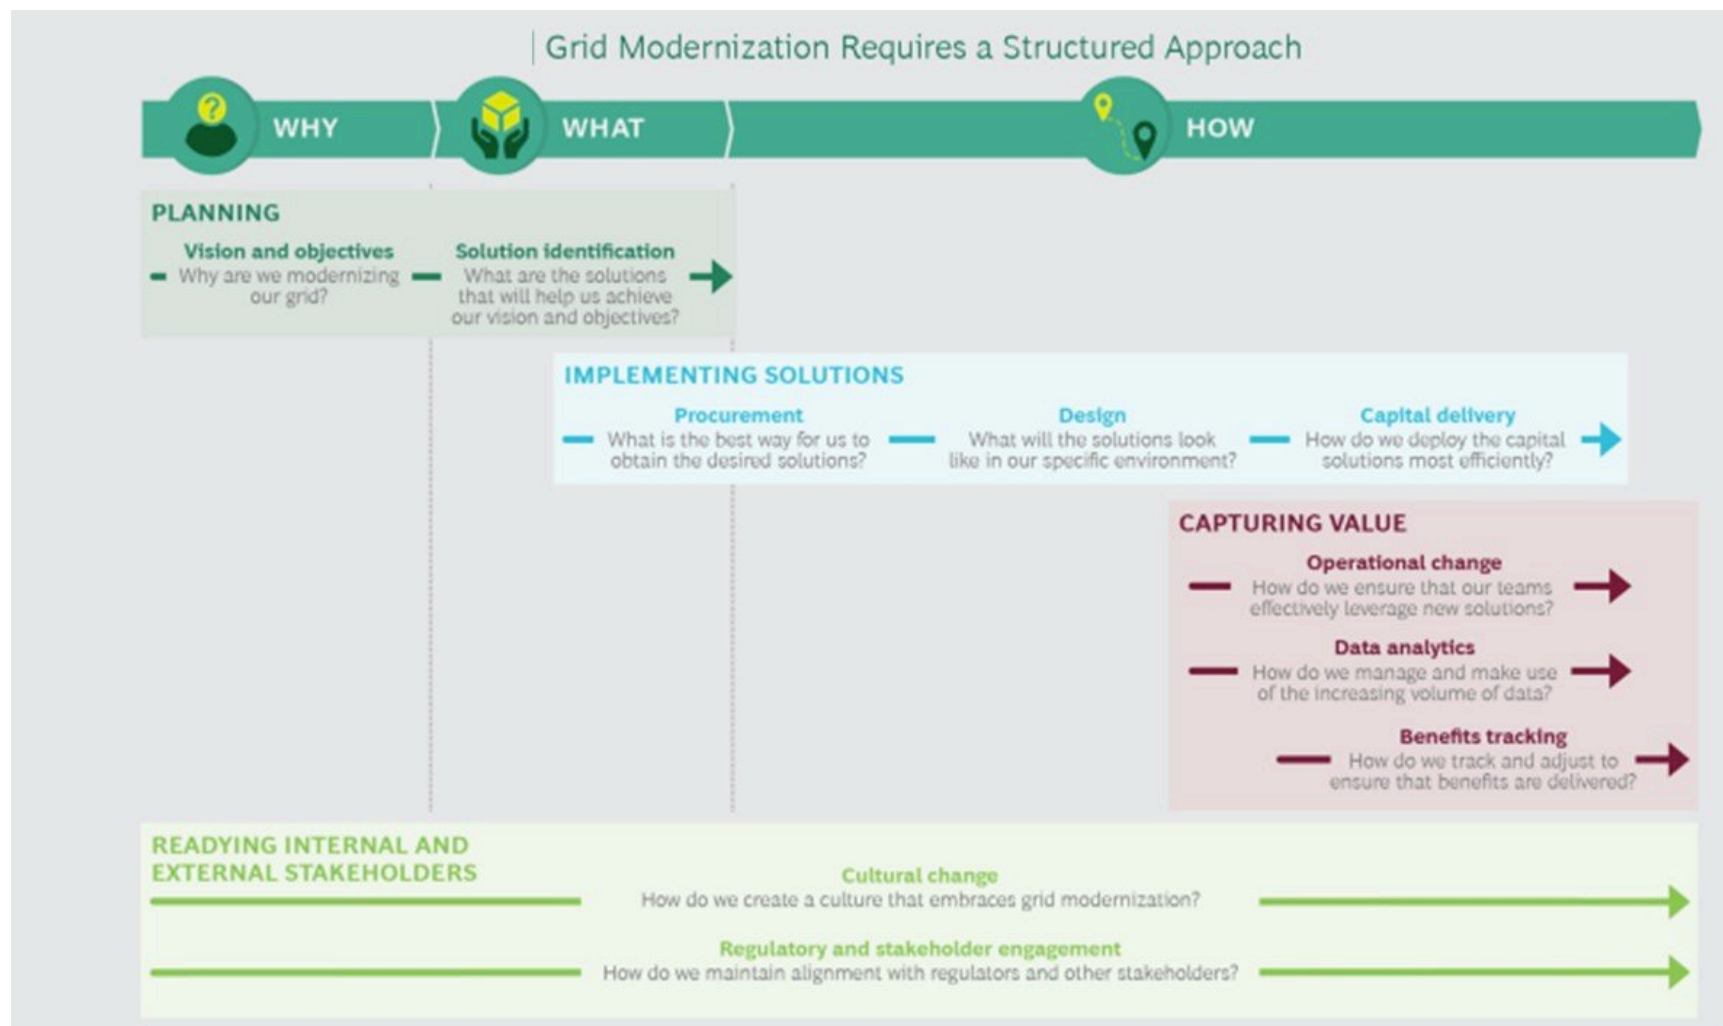 Grid Modernization Requires a Structured Approach
?
WHY
WHAT
HOW
PLANNING
Vision and objectives
Why are we modernizing
our grid?
Solution identification
What are the solutions
that will help us achieve
our vision and objectives?
IMPLEMENTING SOLUTIONS
Procurement
What is the best way for us to
obtain the desired solutions?
Design
What will the solutions look
like in our specific environment?
Capital delivery
How do we deploy the capital
solutions most efficiently?
CAPTURING VALUE
Operational change
How do we ensure that our teams
effectively leverage new solutions?
Data analytics
How do we manage and make use
of the increasing volume of data?
Benefits tracking
How do we track and adjust to
ensure that benefits are delivered?
READYING INTERNAL AND
EXTERNAL STAKEHOLDERS
Cultural change
How do we create a culture that embraces grid modernization?
Regulatory and stakeholder engagement
How do we maintain alignment with regulators and other stakeholders?